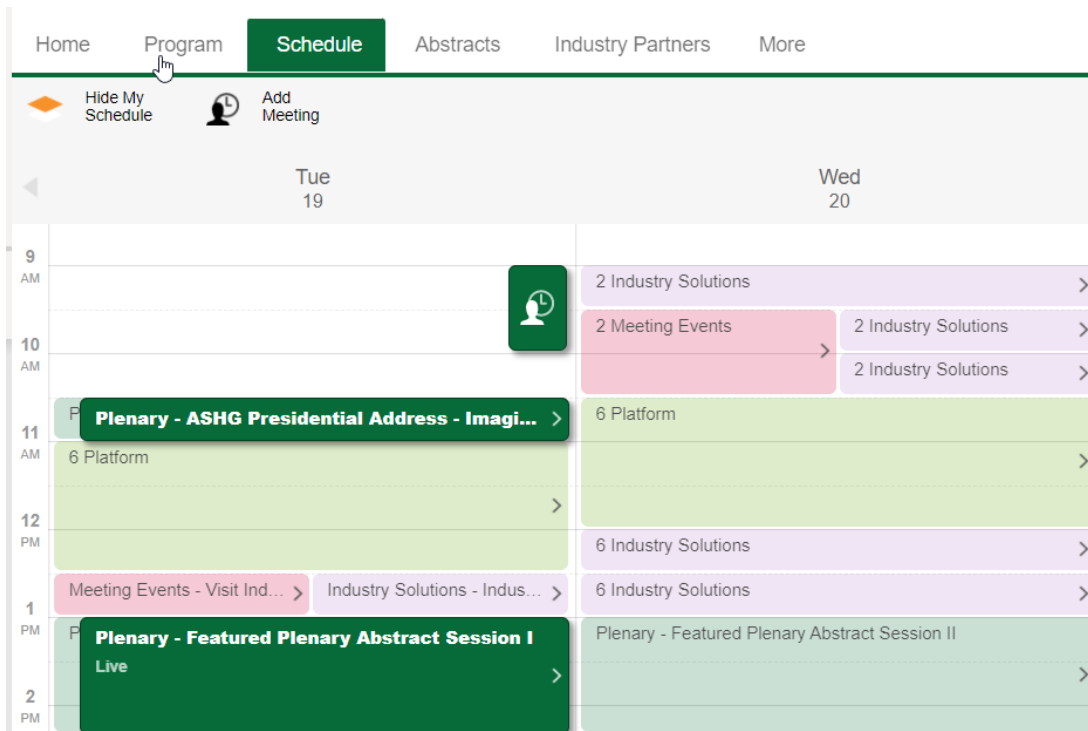 Home Program Schedule Abstracts Industry Partners More
Hide My
Schedule
Add
Meeting
Tue
19
Wed
20
9
AM
2 Industry Solutions
2 Meeting Events
2 Industry Solutions
10
AM
2 Industry Solutions
P
Plenary - ASHG Presidential Address - Imagi...
6 Platform
11
AM
6 Platform
12
PM
6 Industry Solutions
Meeting Events - Visit Ind...
Industry Solutions - Indus...
6 Industry Solutions
1
PM
P
Plenary - Featured Plenary Abstract Session I
Live
Plenary - Featured Plenary Abstract Session II
2
PM